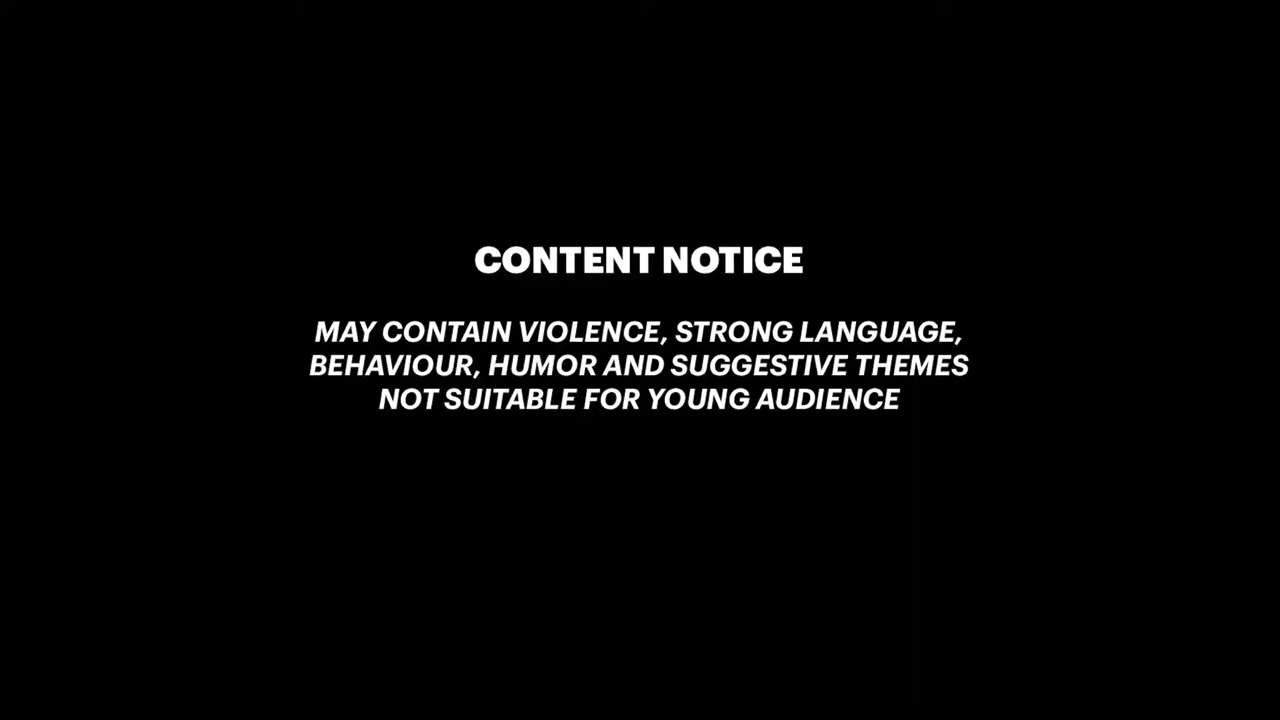 CONTENT NOTICE
MAY CONTAIN VIOLENCE, STRONG LANGUAGE,
BEHAVIOUR, HUMOR AND SUGGESTIVE THEMES
NOT SUITABLE FOR YOUNG AUDIENCE